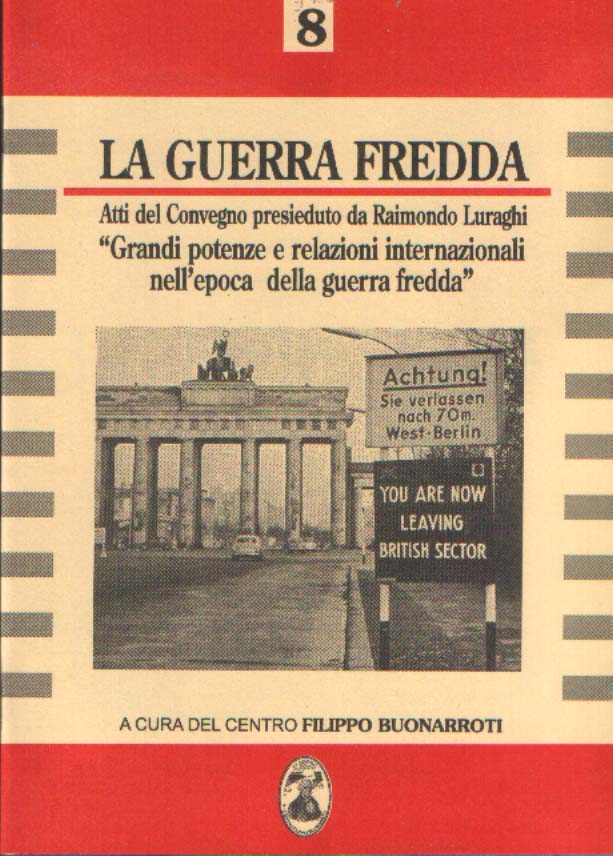 8
LA GUERRA FREDDA
Atti del Convegno presieduto da Raimondo Luraghi
“Grandi potenze e relazioni internazionali
nell'epoca della guerra fredda”
Achtung!
Sie verlassen
nach 70m.
West-Berlin
YOU ARE NOW
LEAVING
BRITISH SECTOR
A CURA DEL CENTRO FILIPPO BUONARROTI